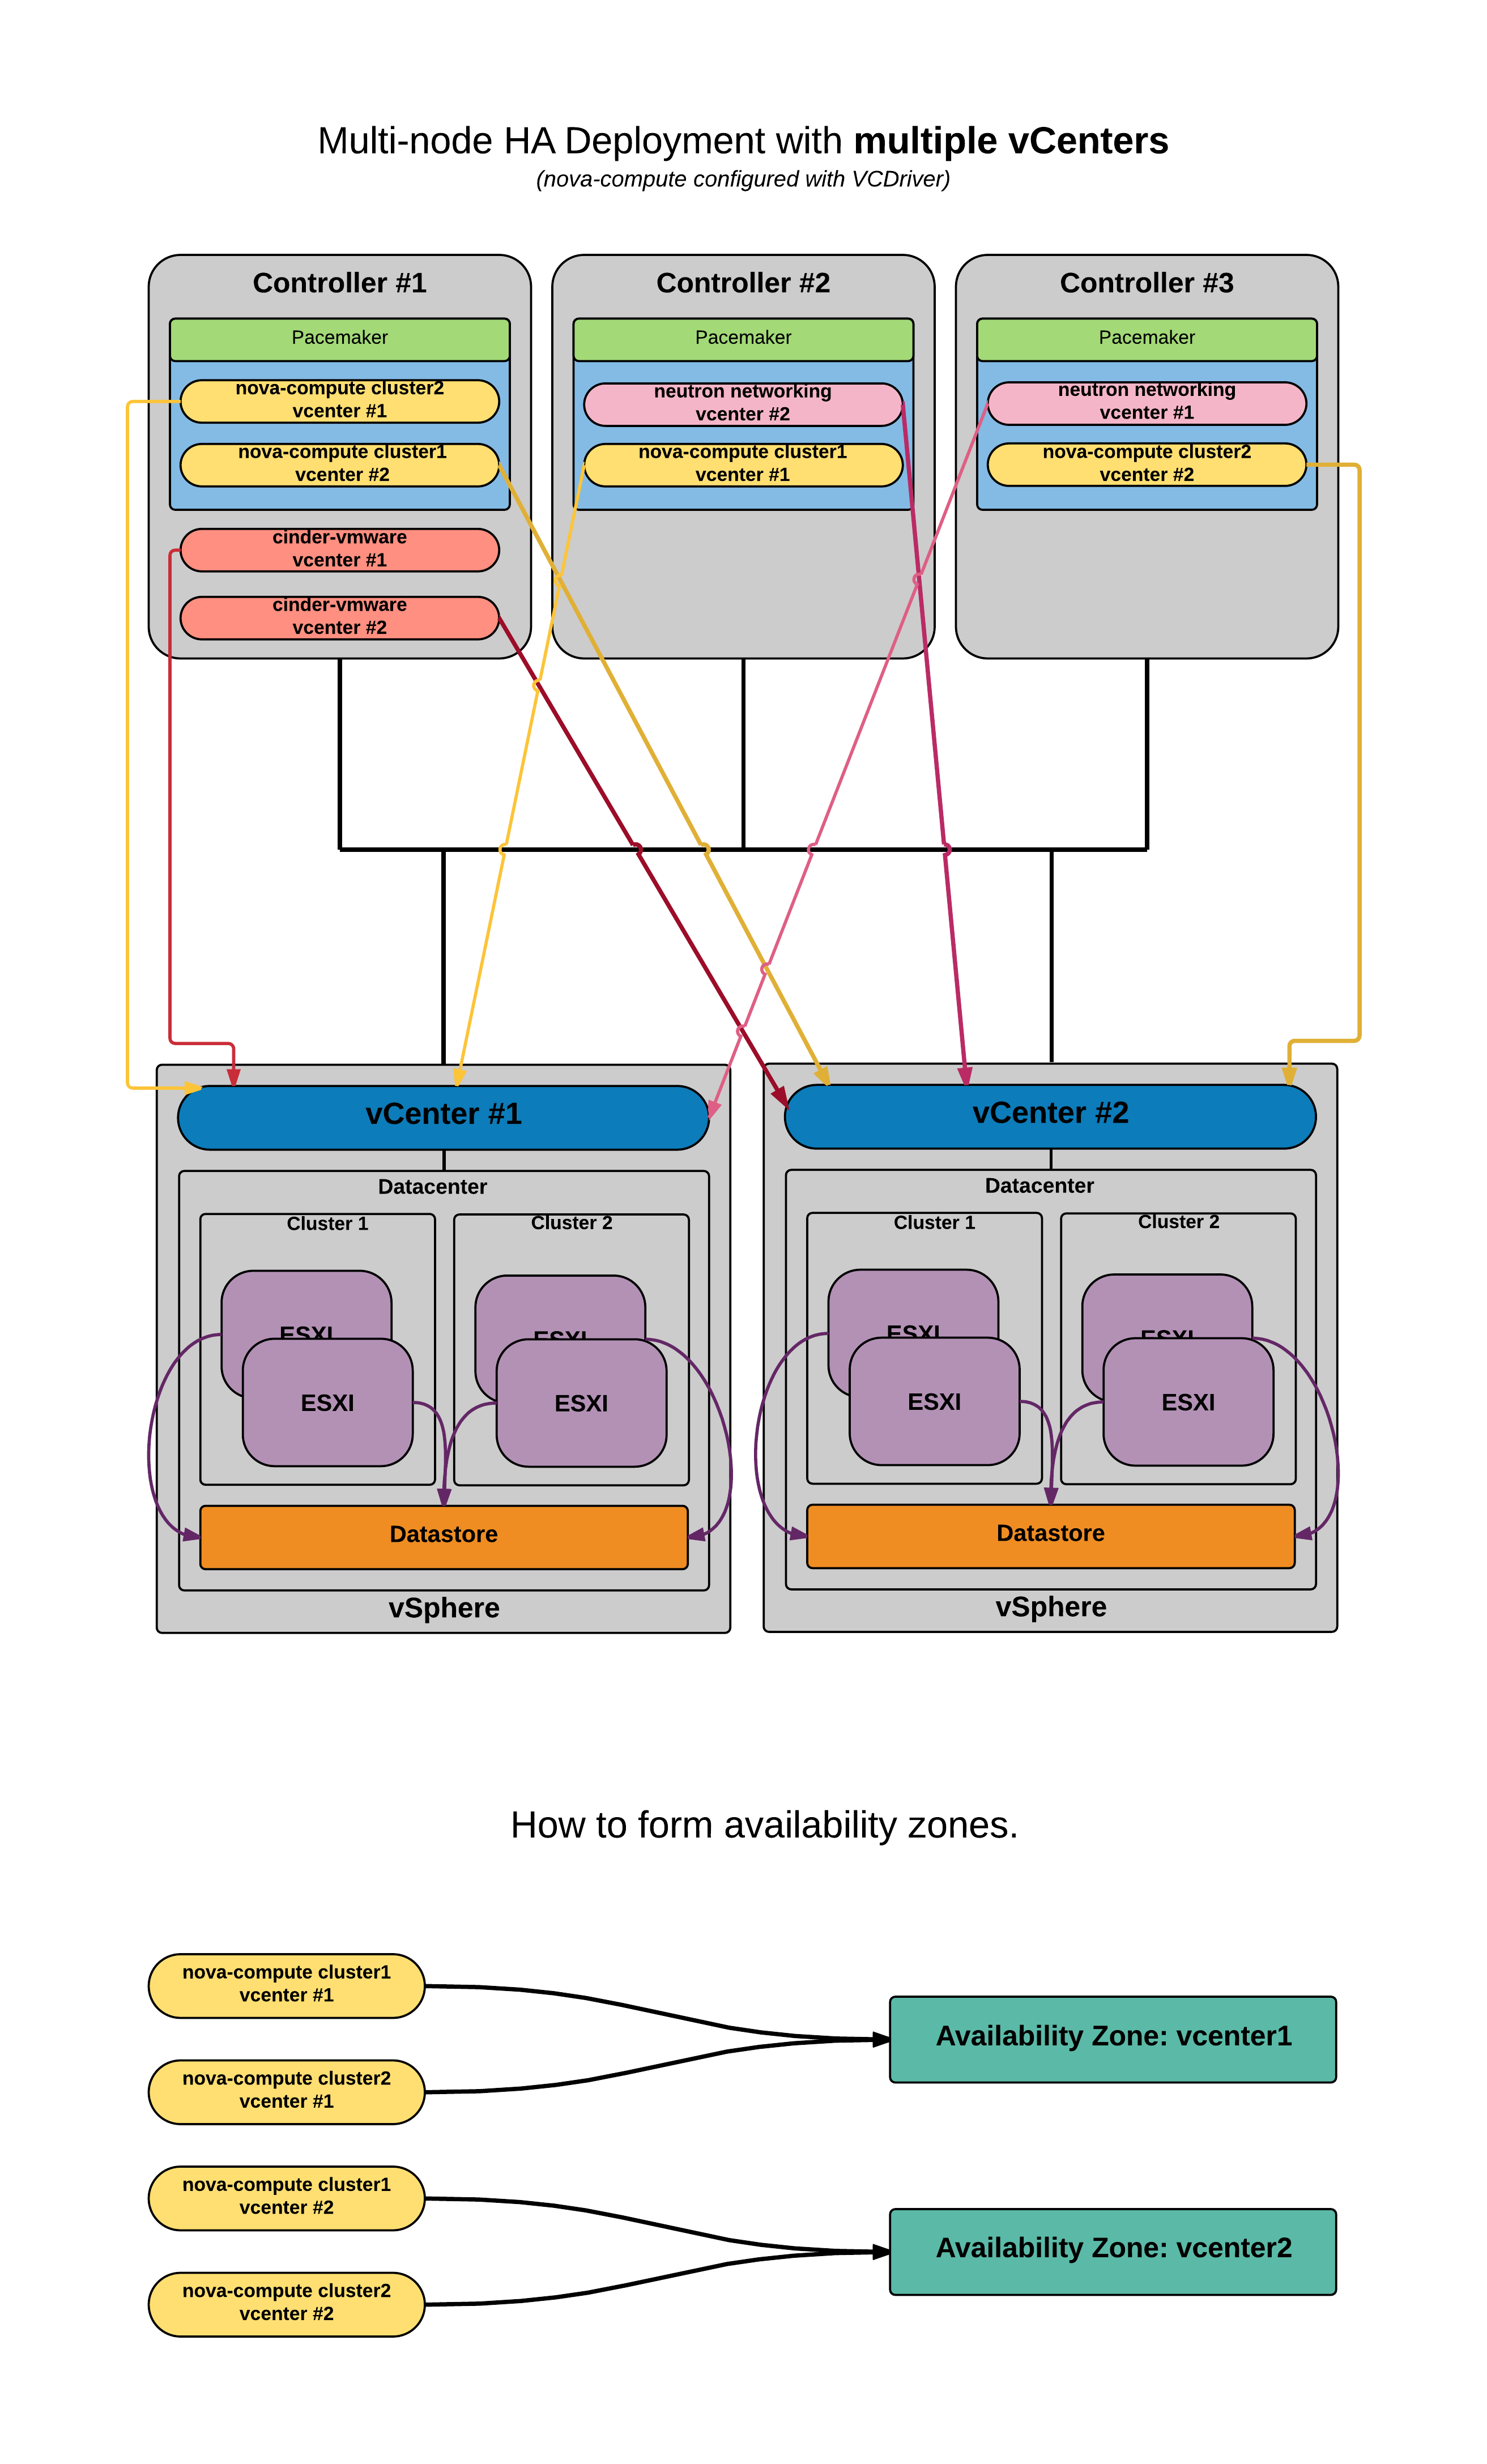 Multi-node HA Deployment with multiple vCenters
(nova-compute configured with VCDriver)
Controller #1
Pacemaker
nova-compute cluster2
vcenter #1
nova-compute cluster1
vcenter #2
cinder-vmware
vcenter #1
cinder-vmware
vcenter #2
Controller #2
Pacemaker
neutron networking
vcenter #2
nova-compute cluster1
vcenter #1
Controller #3
Pacemaker
neutron networking
vcenter #1
nova-compute cluster2
vcenter #2
vCenter #1
Datacenter
Cluster 1
ESXI
ESXI
Cluster 2
ESXI
ESXI
Datastore
vSphere
vCenter #2
Datacenter
Cluster 1
ESXI
ESXI
Cluster 2
ESXI
ESXI
Datastore
vSphere
How to form availability zones.
nova-compute cluster1
vcenter #1
nova-compute cluster2
vcenter #1
Availability Zone: vcenter1
nova-compute cluster1
vcenter #2
nova-compute cluster2
vcenter #2
Availability Zone: vcenter2